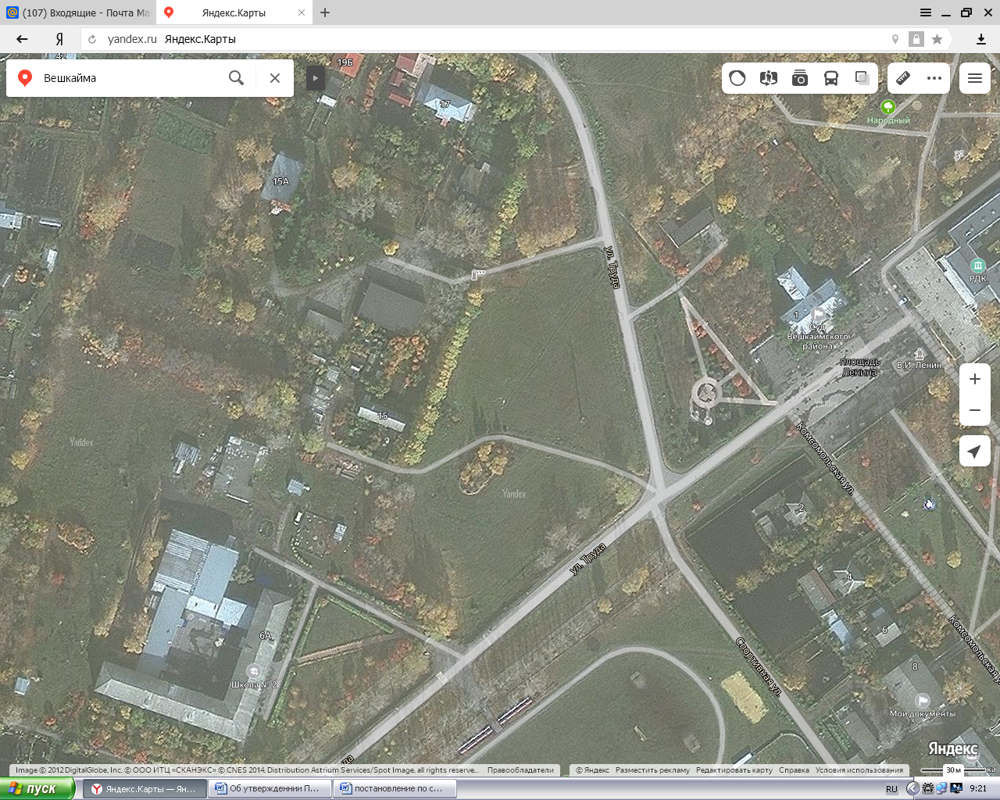 (107) Входящие - Почта Ma
Яндекс.Карты
yandex.ru Яндекс.Карты
Вешкайма
42
19Б
17
15А
Народный
ул. Труда
РДК
1
Суд
Вешкаймского
района
площадь
Ленина
В.И. Ленин
Yandex
15
Yandex
Yandex
Комсомольская ул.
2
ул. Труда
4
6
6А
Школа № 2
Комсомольская у
Спортивная ул.
8
Мои документы
Яндекс
Image © 2012 DigitalGlobe, Inc. © ООО ИТЦ «СКАНЭКС» © CNES 2014, Distribution Astrium Services/Spot Image, all rights reserve... Правообладатели
© Яндекс Разместить рекламу Редактировать карту Справка Условия использования
30 м
пуск
Яндекс.Карты — Ян...
Об утверждениии П...
постановление по с...
RU
9:21